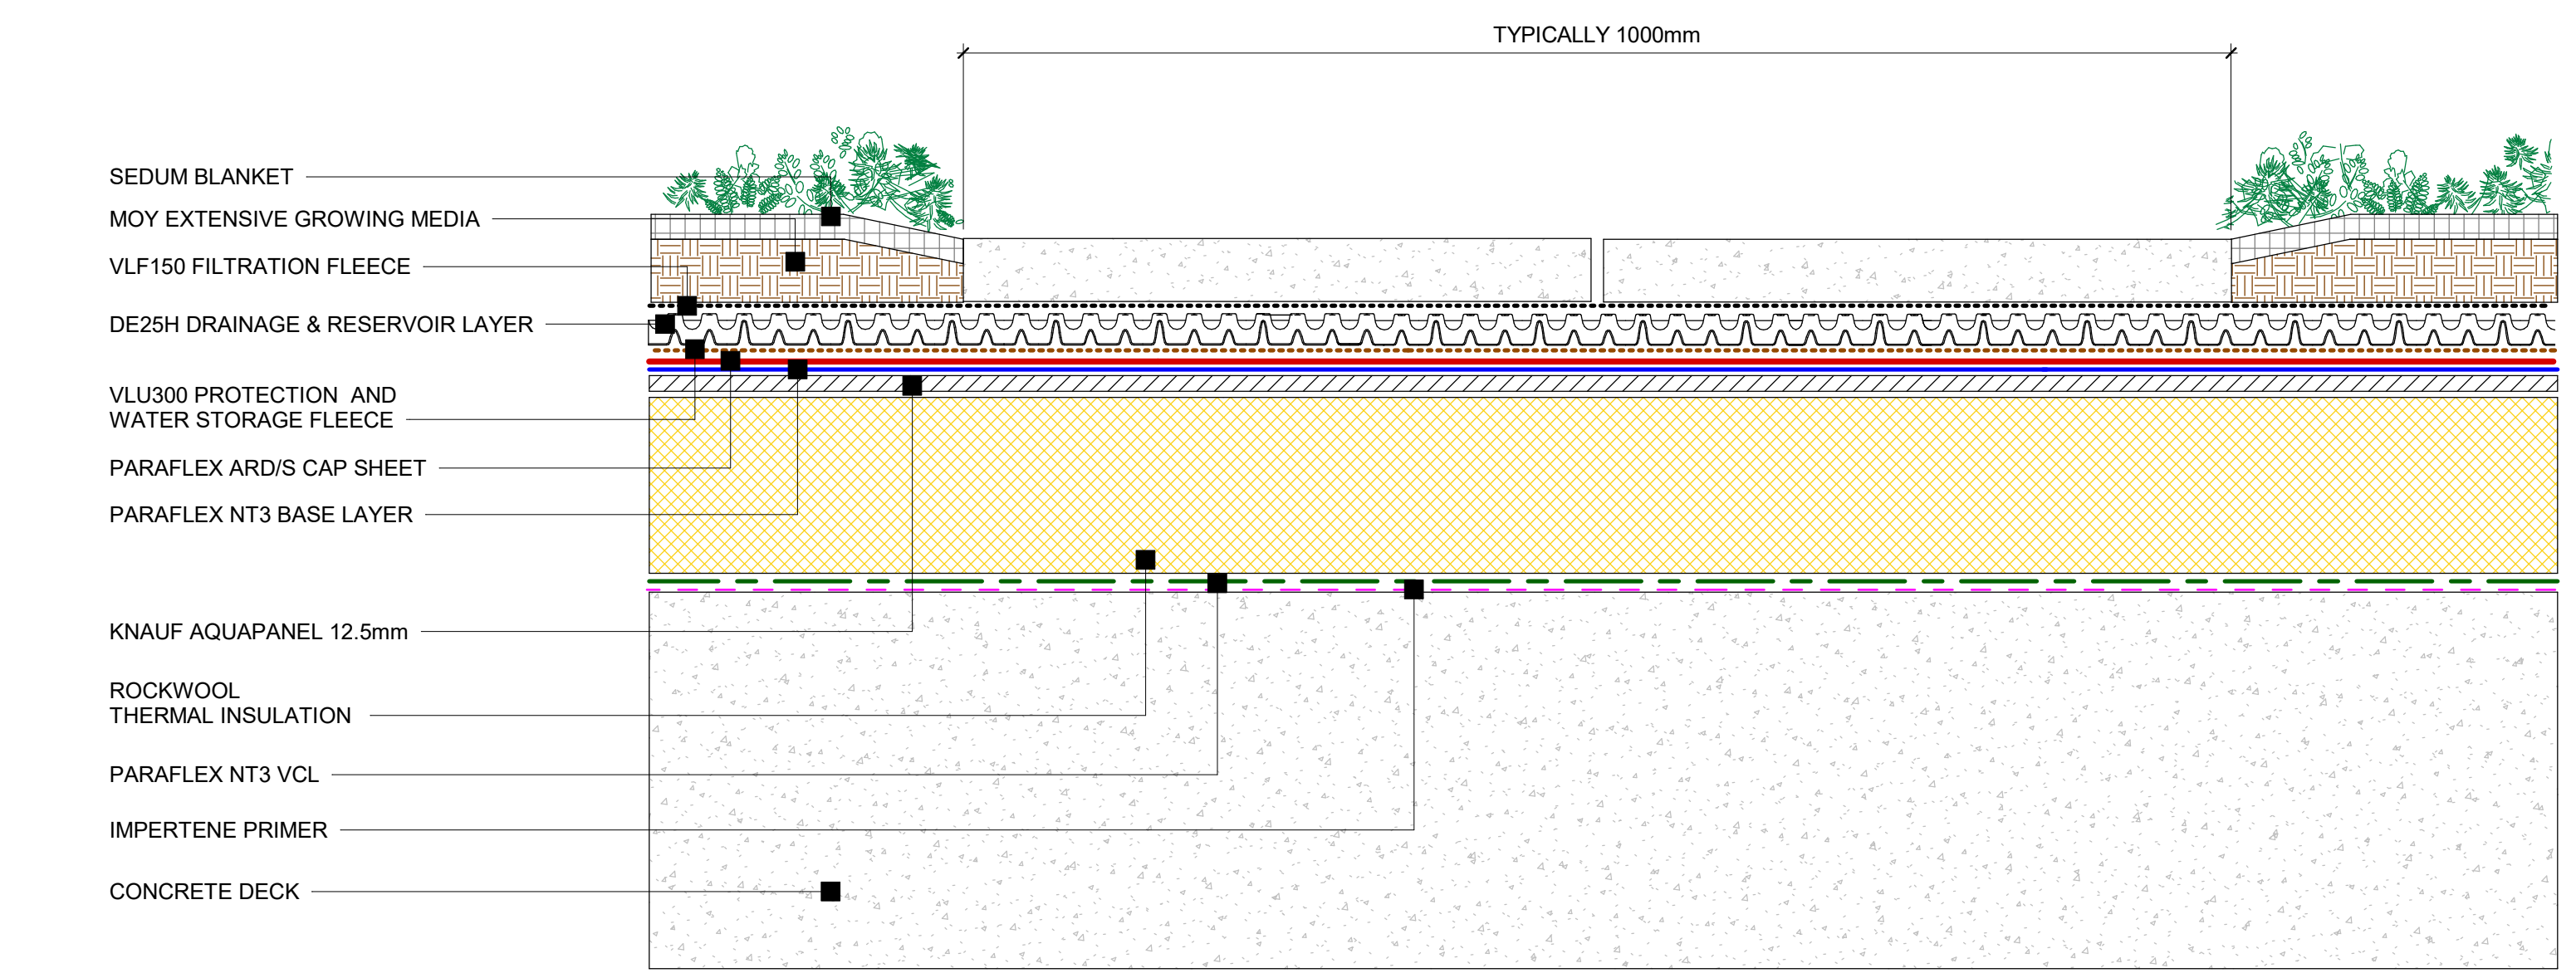 TYPICALLY 1000mm
SEDUM BLANKET
MOY EXTENSIVE GROWING MEDIA
VLF150 FILTRATION FLEECE
DE25H DRAINAGE & RESERVOIR LAYER
VLU300 PROTECTION AND
WATER STORAGE FLEECE
PARAFLEX ARD/S CAP SHEET
PARAFLEX NT3 BASE LAYER
KNAUF AQUAPANEL 12.5mm
ROCKWOOL
THERMAL INSULATION
PARAFLEX NT3 VCL
IMPERTENE PRIMER
CONCRETE DECK